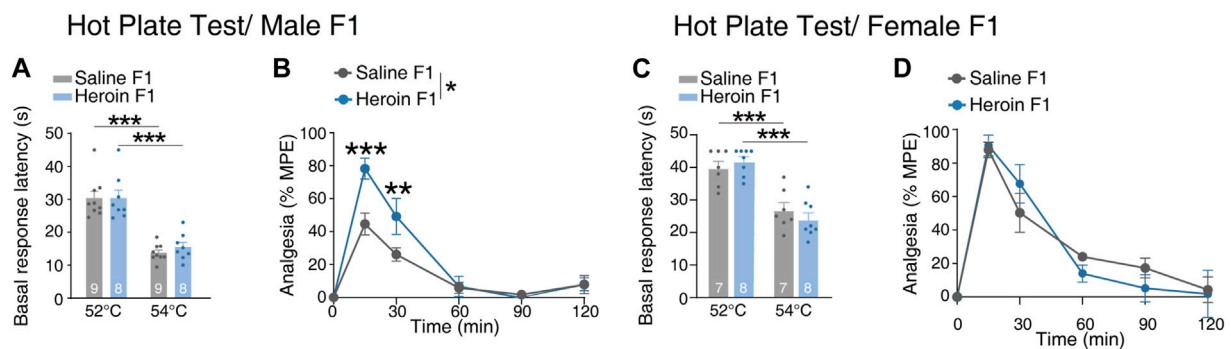 Hot Plate Test/ Male F1
A
Saline F1
Heroin F1
Basal response latency (s)
***
***
50
40
30
20
10
0
9
8
9
8
52°C
54°C
B
Saline F1
Heroin F1
*
Analgesia (% MPE)
100
80
60
40
20
0
***
**
0
30
60
90
120
Time (min)
Hot Plate Test/ Female F1
C
Saline F1
Heroin F1
Basal response latency (s)
***
***
50
40
30
20
10
0
7
8
7
8
52°C
54°C
D
Saline F1
Heroin F1
Analgesia (% MPE)
100
80
60
40
20
0
0
30
60
90
120
Time (min)